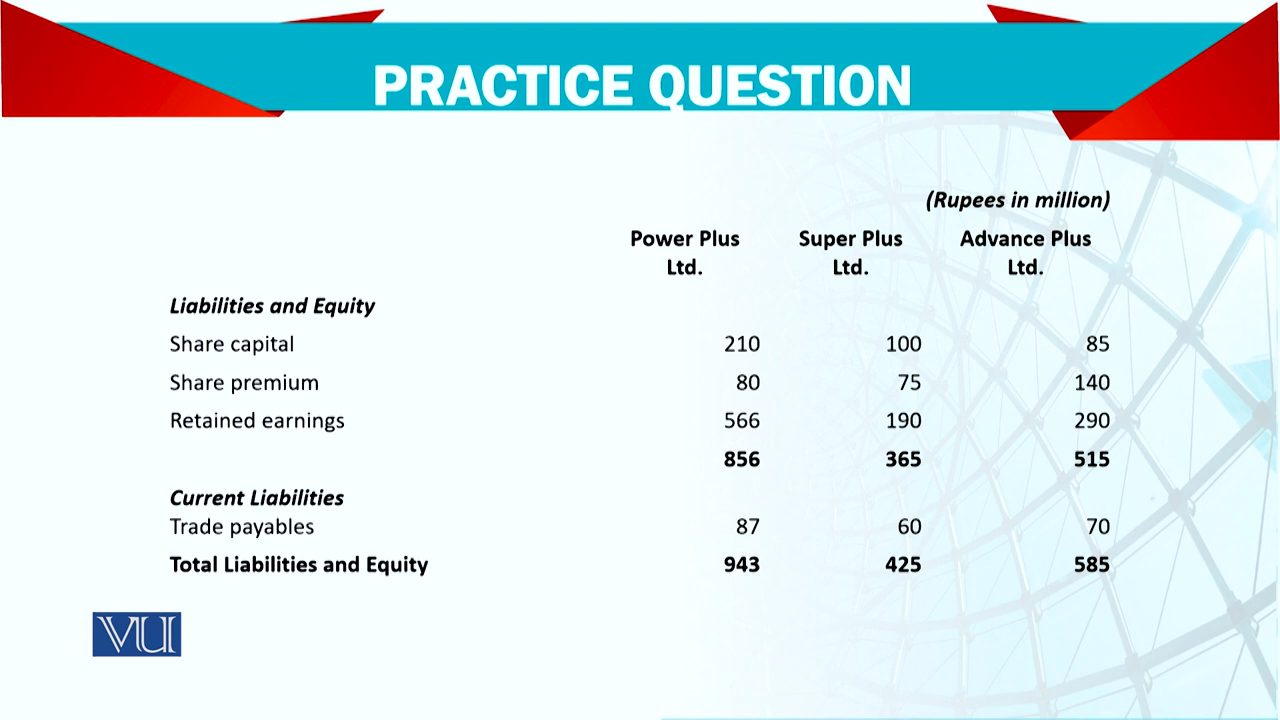 PRACTICE QUESTION
(Rupees in million)
Power Plus Super Plus Advance Plus
Ltd. Ltd. Ltd.
Liabilities and Equity
Share capital 210 100 85
Share premium 80 75 140
Retained earnings 566 190 290
856 365 515
Current Liabilities
Trade payables 87 60 70
Total Liabilities and Equity 943 425 585
VU